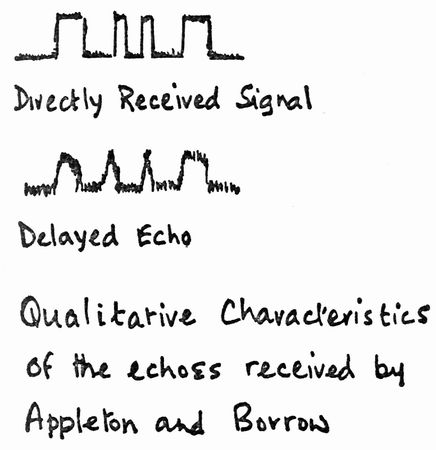 Directly Received Signal
Delayed Echo
Qualitative Characteristics
of the echoes received by
Appleton and Borrow